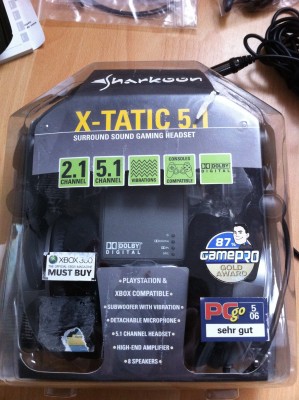 Sharkoon
X-TATIC 5.1
SURROUND SOUND GAMING HEADSET
2.1
CHANNEL
5.1
CHANNEL
VIBRATIONS
CONSOLES
COMPATIBLE
DOLBY
DIGITAL
DOLBY
DIGITAL
XBOX 360
MUST BUY
87%
GAMEPRO
GOLD
AWARD
PLAYSTATION &
XBOX COMPATIBLE
SUBWOOFER WITH VIBRATION
DETACHABLE MICROPHONE
5.1 CHANNEL HEADSET
HIGH-END AMPLIFIER
8 SPEAKERS
PCgo
5
06
sehr gut